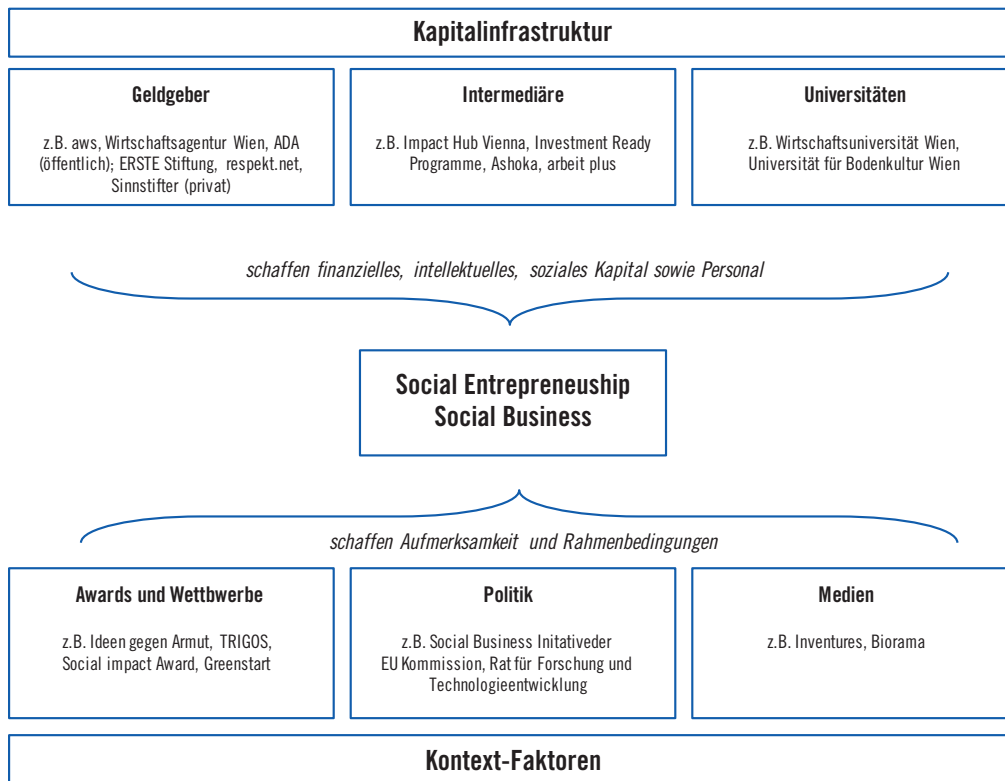 Kapitalinfrastruktur
Geldgeber
z.B. aws, Wirtschaftsagentur Wien, ADA
(öffentlich); ERSTE Stiftung, respekt.net,
Sinnstifter (privat)
Intermediäre
z.B. Impact Hub Vienna, Investment Ready
Programme, Ashoka, arbeit plus
Universitäten
z.B. Wirtschaftsuniversität Wien,
Universität für Bodenkultur Wien
schaffen finanzielles, intellektuelles, soziales Kapital sowie Personal
Social Entrepreneuship
Social Business
schaffen Aufmerksamkeit und Rahmenbedingungen
Awards und Wettbwerbe
z.B. Ideen gegen Armut, TRIGOS,
Social impact Award, Greenstart
Politik
z.B. Social Business Initativeder
EU Kommission, Rat für Forschung und
Technologieentwicklung
Medien
z.B. Inventures, Biorama
Kontext-Faktoren